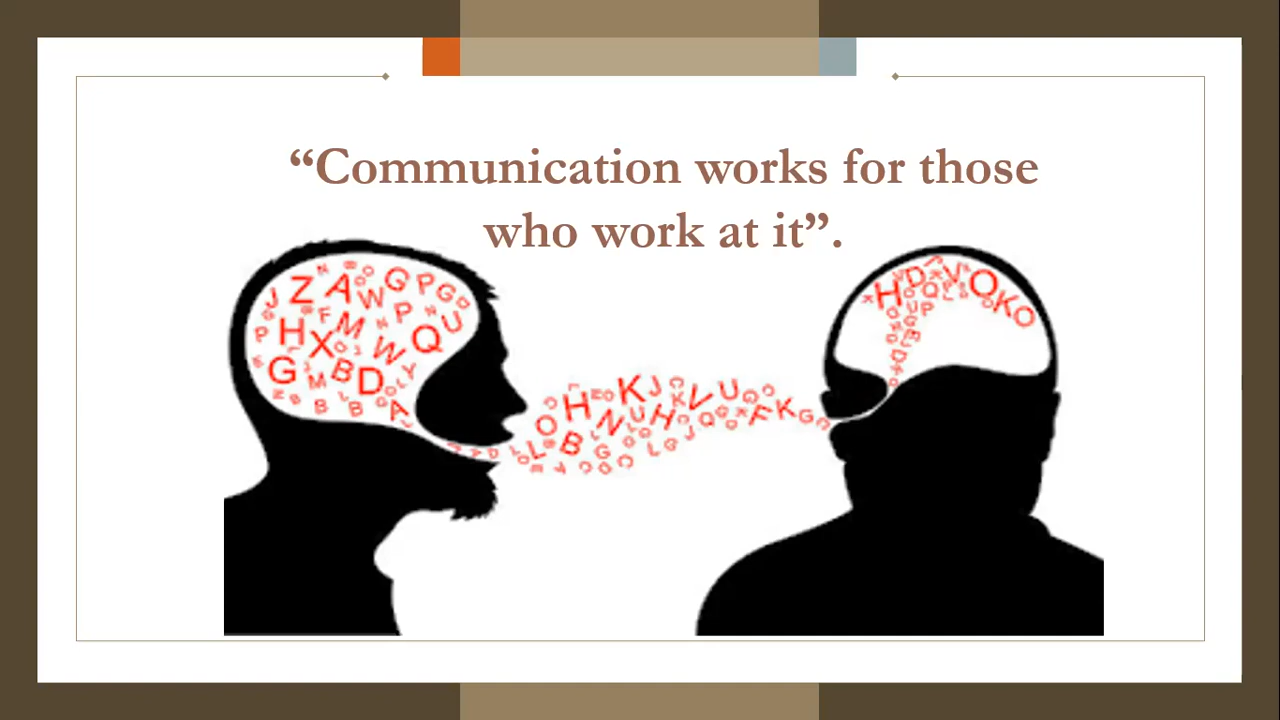 “Communication works for those
who work at it”.